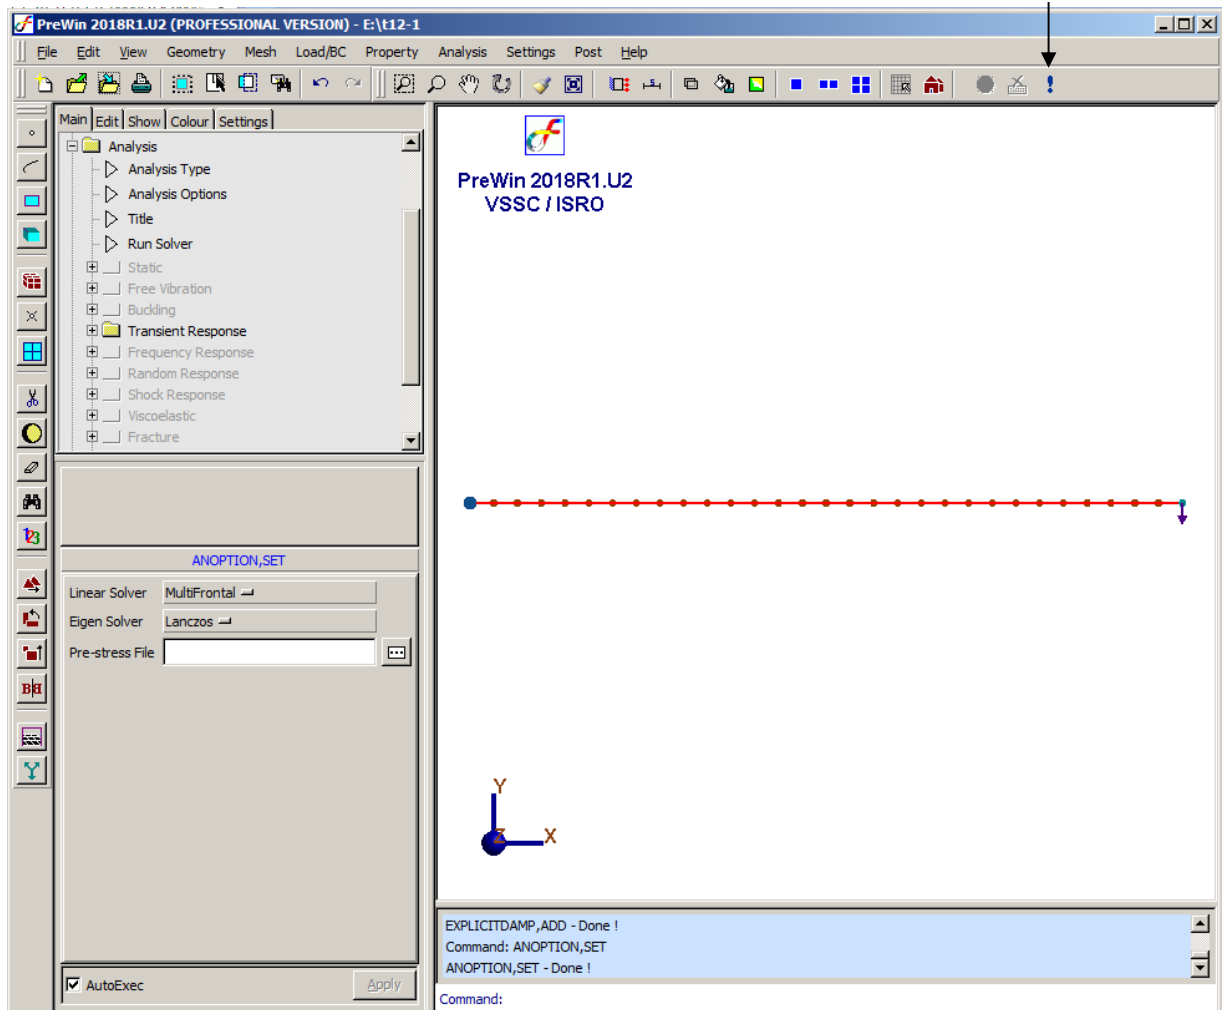 PreWin 2018R1.U2 (PROFESSIONAL VERSION) - E:\t12-1
File Edit View Geometry Mesh Load/BC Property Analysis Settings Post Help
Main Edit Show Colour Settings
Analysis
Analysis Type
Analysis Options
Title
Run Solver
Static
Free Vibration
Buckling
Transient Response
Frequency Response
Random Response
Shock Response
Viscoelastic
Fracture
PreWin 2018R1.U2
VSSC / ISRO
ANOPTION,SET
Linear Solver MultiFrontal
Eigen Solver Lanczos
Pre-stress File
AutoExec Apply
Y
Z X
EXPLICITDAMP,ADD - Done !
Command: ANOPTION,SET
ANOPTION,SET - Done !
Command:
123
B B